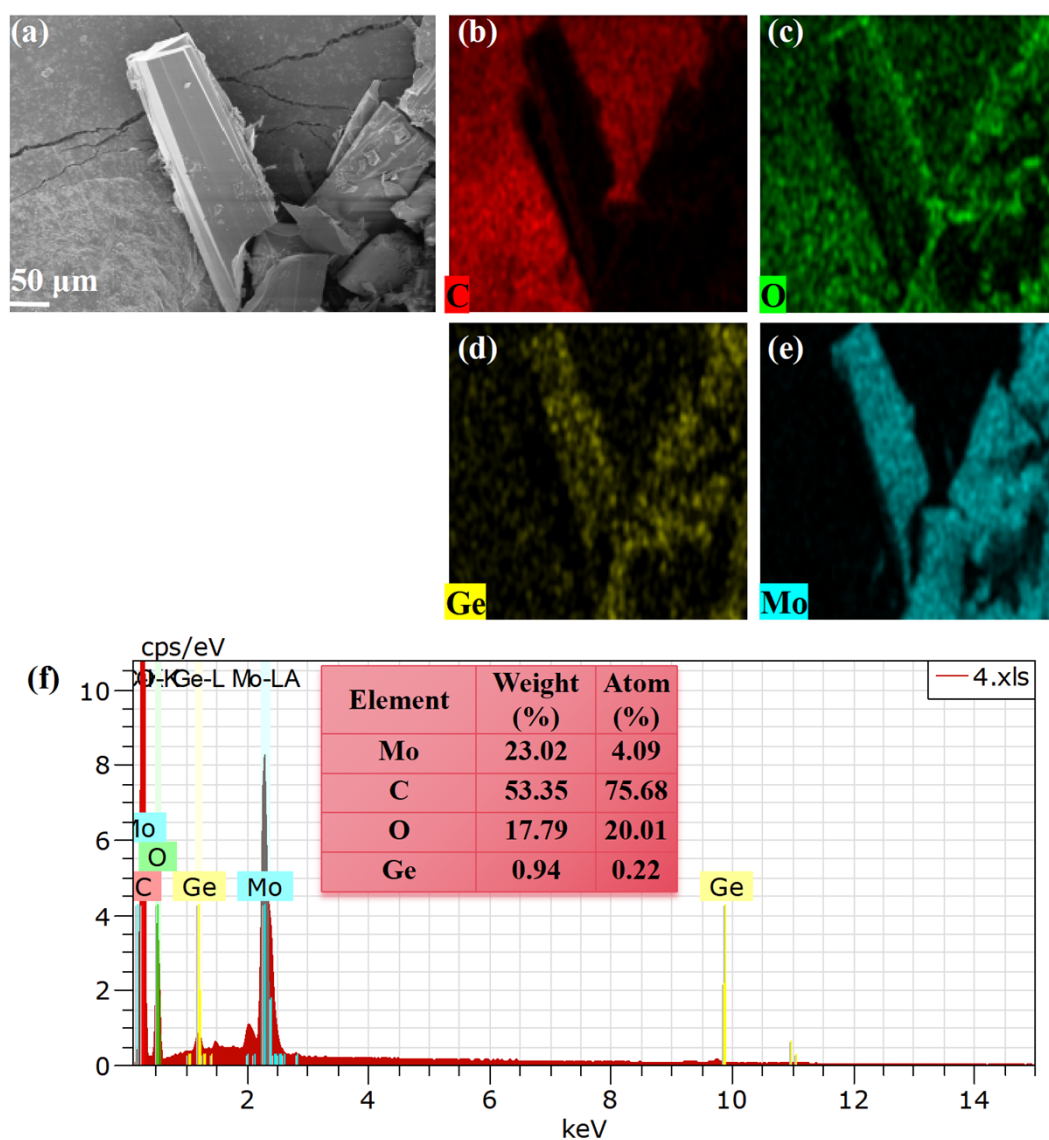 (a)
50 µm
(b)
C
(c)
O
(d)
Ge
(e)
Mo
(f)
cps/eV
10
8
6
4
2
0
Ge-L
Mo-LA
4.xls
Mo
O
C
Ge
Mo
Ge
Element Weight (%) Atom (%)
Mo 23.02 4.09
C 53.35 75.68
O 17.79 20.01
Ge 0.94 0.22
2 4 6 8 10 12 14
keV